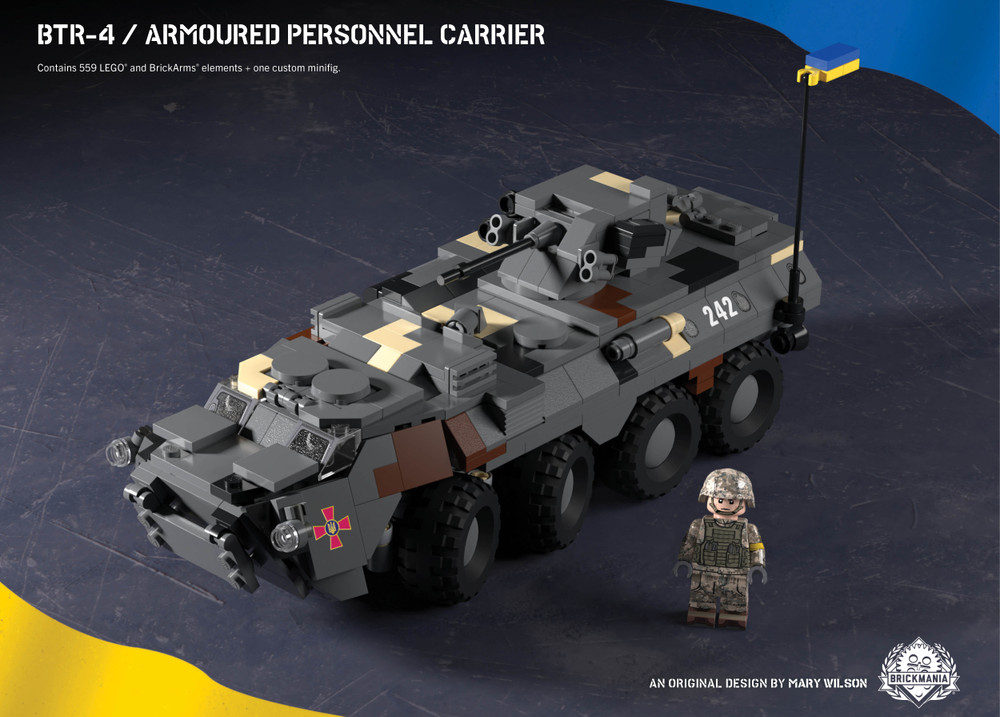 BTR-4 / ARMOURED PERSONNEL CARRIER
Contains 559 LEGO® and BrickArms® elements + one custom minifig.
242
AN ORIGINAL DESIGN BY MARY WILSON
BRICKMANIA